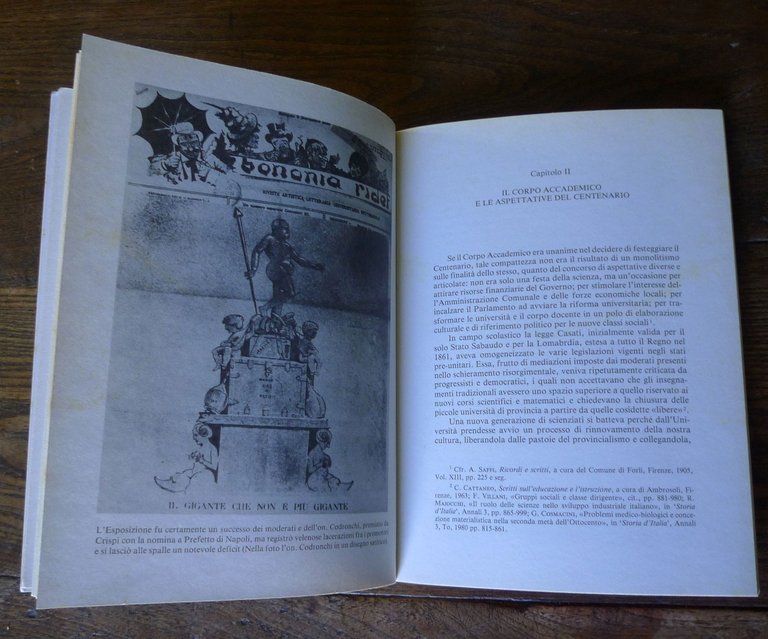 bononia ridet
RIVISTA ARTISTICA LETTERARIA UNIVERSITARIA SETTIMANALE
IL GIGANTE CHE NON E PIÙ GIGANTE
L'Esposizione fu certamente un successo dei moderati e dell'on. Codronchi, promosso da
Crispi con la nomina a Prefetto di Napoli, ma registrò velenose lacerazioni fra i promotori
e si lasciò alle spalle un notevole deficit (Nella foto l'on. Codronchi in un disegno satirico).
Capitolo II
IL CORPO ACCADEMICO
E LE ASPETTATIVE DEL CENTENARIO
Se il Corpo Accademico era unanime nel decidere di festeggiare il
Centenario, tale compattezza non era il risultato di un monolitismo
sulle finalità dello stesso, quanto del concorso di aspettative diverse e
articolate: non era solo una festa della scienza, ma un'occasione per
attirare risorse finanziarie del Governo; per stimolare l'interesse del-
l'Amministrazione Comunale e delle forze economiche locali; per
incalzare il Parlamento ad avviare la riforma universitaria; per tra-
sformare le università e il corpo docente in un polo di elaborazione
culturale e di riferimento politico per le nuove classi sociali¹.
In campo scolastico la legge Casati, inizialmente valida per il
solo Stato Sabaudo e per la Lomabrdia, estesa a tutto il Regno nel
1861, aveva omogeneizzato le varie legislazioni vigenti negli stati
pre-unitari. Essa, frutto di mediazioni imposte dai moderati presenti
nello schieramento risorgimentale, veniva ripetutamente criticata da
progressisti e democratici, i quali non accettavano che gli insegna-
menti tradizionali avessero uno spazio superiore a quello riservato ai
nuovi corsi scientifici e matematici e chiedevano la chiusura delle
piccole università di provincia a partire da quelle cosidette «libere»².
Una nuova generazione di scienziati si batteva perché dall'Uni-
versità prendesse avvio un processo di rinnovamento della nostra
cultura, liberandola dalle pastoie del provincialismo e collegandola,
¹ Cfr. A. SAFFI, Ricordi e scritti, a cura del Comune di Forlì, Firenze, 1905,
Vol. XIII, pp. 225 e seg.
² C. CATTANEO, Scritti sull'educazione e l'istruzione, a cura di Ambrosoli, Fi-
renze, 1963; F. VILLANI, «Gruppi sociali e classe dirigente», cit., pp. 881-980; R.
MAIOCCHI, «Il ruolo delle scienze nello sviluppo industriale italiano», in 'Storia
d'Italia', Annali 3, pp. 865-999; G. COSMACINI, «Problemi medico-biologici e conce-
zione materialistica nella seconda metà dell'Ottocento», in 'Storia d'Italia', Annali
3, To, 1980 pp. 815-861.